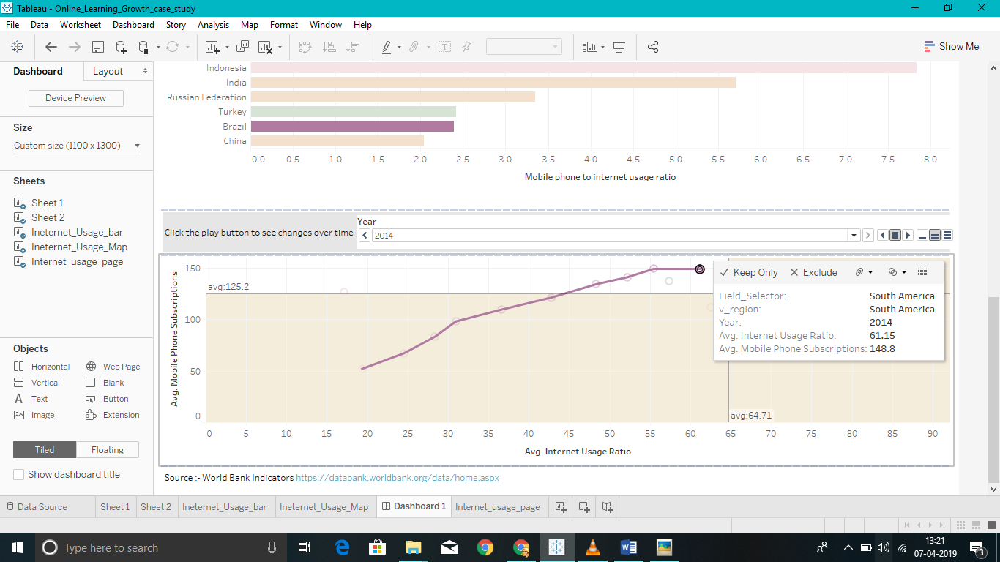 Tableau - Online_Learning_Growth_case_study
File Data Worksheet Dashboard Story Analysis Map Format Window Help
Show Me
Dashboard Layout
Device Preview
Size
Custom size (1100 x 1300)
Sheets
Sheet 1
Sheet 2
Ineternet_Usage_bar
Ineternet_Usage_Map
Internet_usage_page
Objects
Horizontal Web Page
Vertical Blank
Text Button
Image Extension
Tiled Floating
Show dashboard title
Indonesia
India
Russian Federation
Turkey
Brazil
China
0.0 0.5 1.0 1.5 2.0 2.5 3.0 3.5 4.0 4.5 5.0 5.5 6.0 6.5 7.0 7.5 8.0
Mobile phone to internet usage ratio
Year
Click the play button to see changes over time 2014
Avg. Mobile Phone Subscriptions
150
100
50
0
avg:125.2
avg:64.71
Keep Only Exclude
Field_Selector: South America
v_region: South America
Year: 2014
Avg. Internet Usage Ratio: 61.15
Avg. Mobile Phone Subscriptions: 148.8
0 5 10 15 20 25 30 35 40 45 50 55 60 65 70 75 80 85 90
Avg. Internet Usage Ratio
Source :- World Bank Indicators https://databank.worldbank.org/data/home.aspx
Data Source Sheet 1 Sheet 2 Ineternet_Usage_bar Ineternet_Usage_Map Dashboard 1 Internet_usage_page
Type here to search
13:21
07-04-2019
3